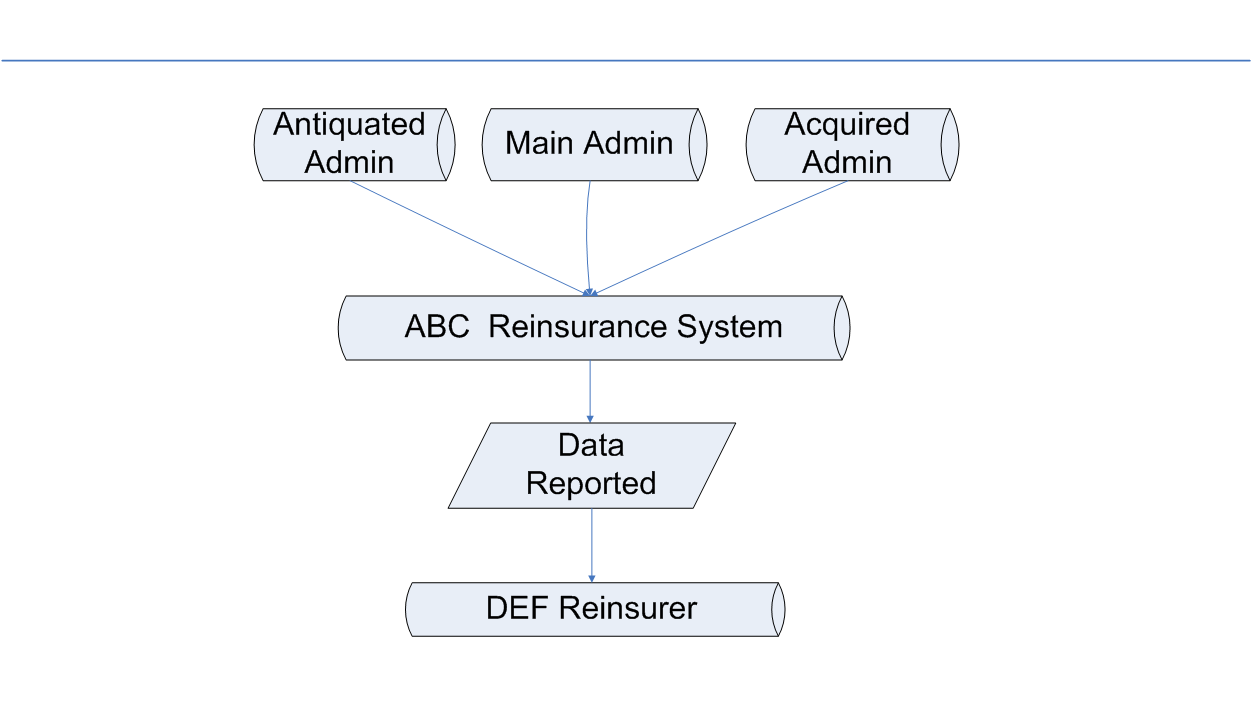 Antiquated
Admin
Main Admin
Acquired
Admin
ABC  Reinsurance System
Data
Reported
DEF Reinsurer